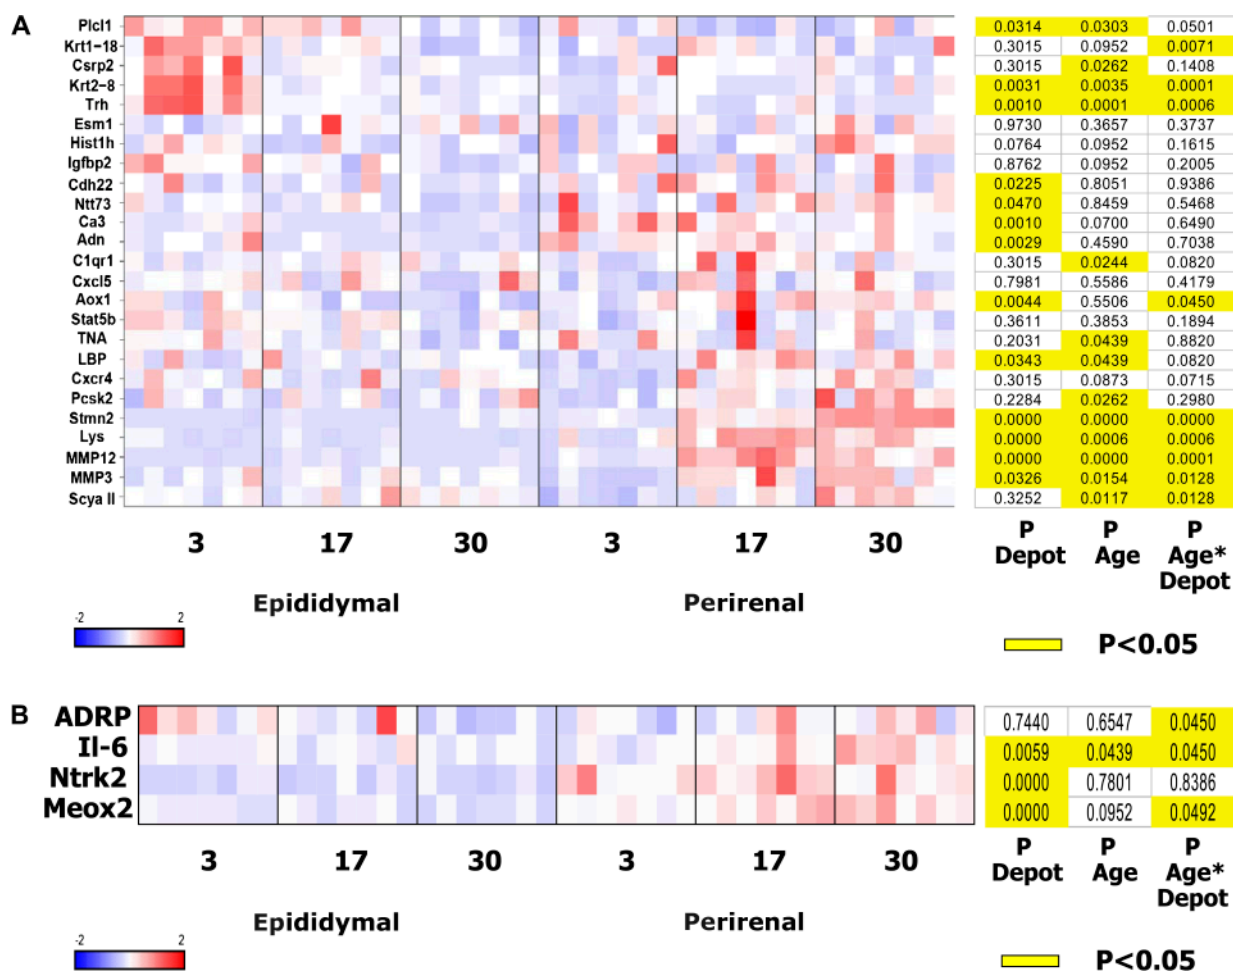 A
Plcl1 0.0314 0.0303 0.0501
Krt1-18 0.3015 0.0952 0.0071
Csrp2 0.3015 0.0262 0.1408
Krt2-8 0.0031 0.0035 0.0001
Trh 0.0010 0.0001 0.0006
Esm1 0.9730 0.3657 0.3737
Hist1h 0.0764 0.0952 0.1615
Igfbp2 0.8762 0.0952 0.2005
Cdh22 0.0225 0.8051 0.9386
Ntt73 0.0470 0.8459 0.5468
Ca3 0.0010 0.0700 0.6490
Adn 0.0029 0.4590 0.7038
C1qr1 0.3015 0.0244 0.0820
Cxcl5 0.7981 0.5586 0.4179
Aox1 0.0044 0.5506 0.0450
Stat5b 0.3611 0.3853 0.1894
TNA 0.2031 0.0439 0.8820
LBP 0.0343 0.0439 0.0820
Cxcr4 0.3015 0.0873 0.0715
Pcsk2 0.2284 0.0262 0.2980
Stmn2 0.0000 0.0000 0.0000
Lys 0.0000 0.0006 0.0006
MMP12 0.0000 0.0000 0.0001
MMP3 0.0326 0.0154 0.0128
Scya II 0.3252 0.0117 0.0128
3 17 30 3 17 30
P P P
Depot Age Age*
Depot
Epididymal Perirenal
-2 2
P<0.05
B
ADRP 0.7440 0.6547 0.0450
Il-6 0.0059 0.0439 0.0450
Ntrk2 0.0000 0.7801 0.8386
Meox2 0.0000 0.0952 0.0492
3 17 30 3 17 30
P P P
Depot Age Age*
Depot
Epididymal Perirenal
-2 2
P<0.05